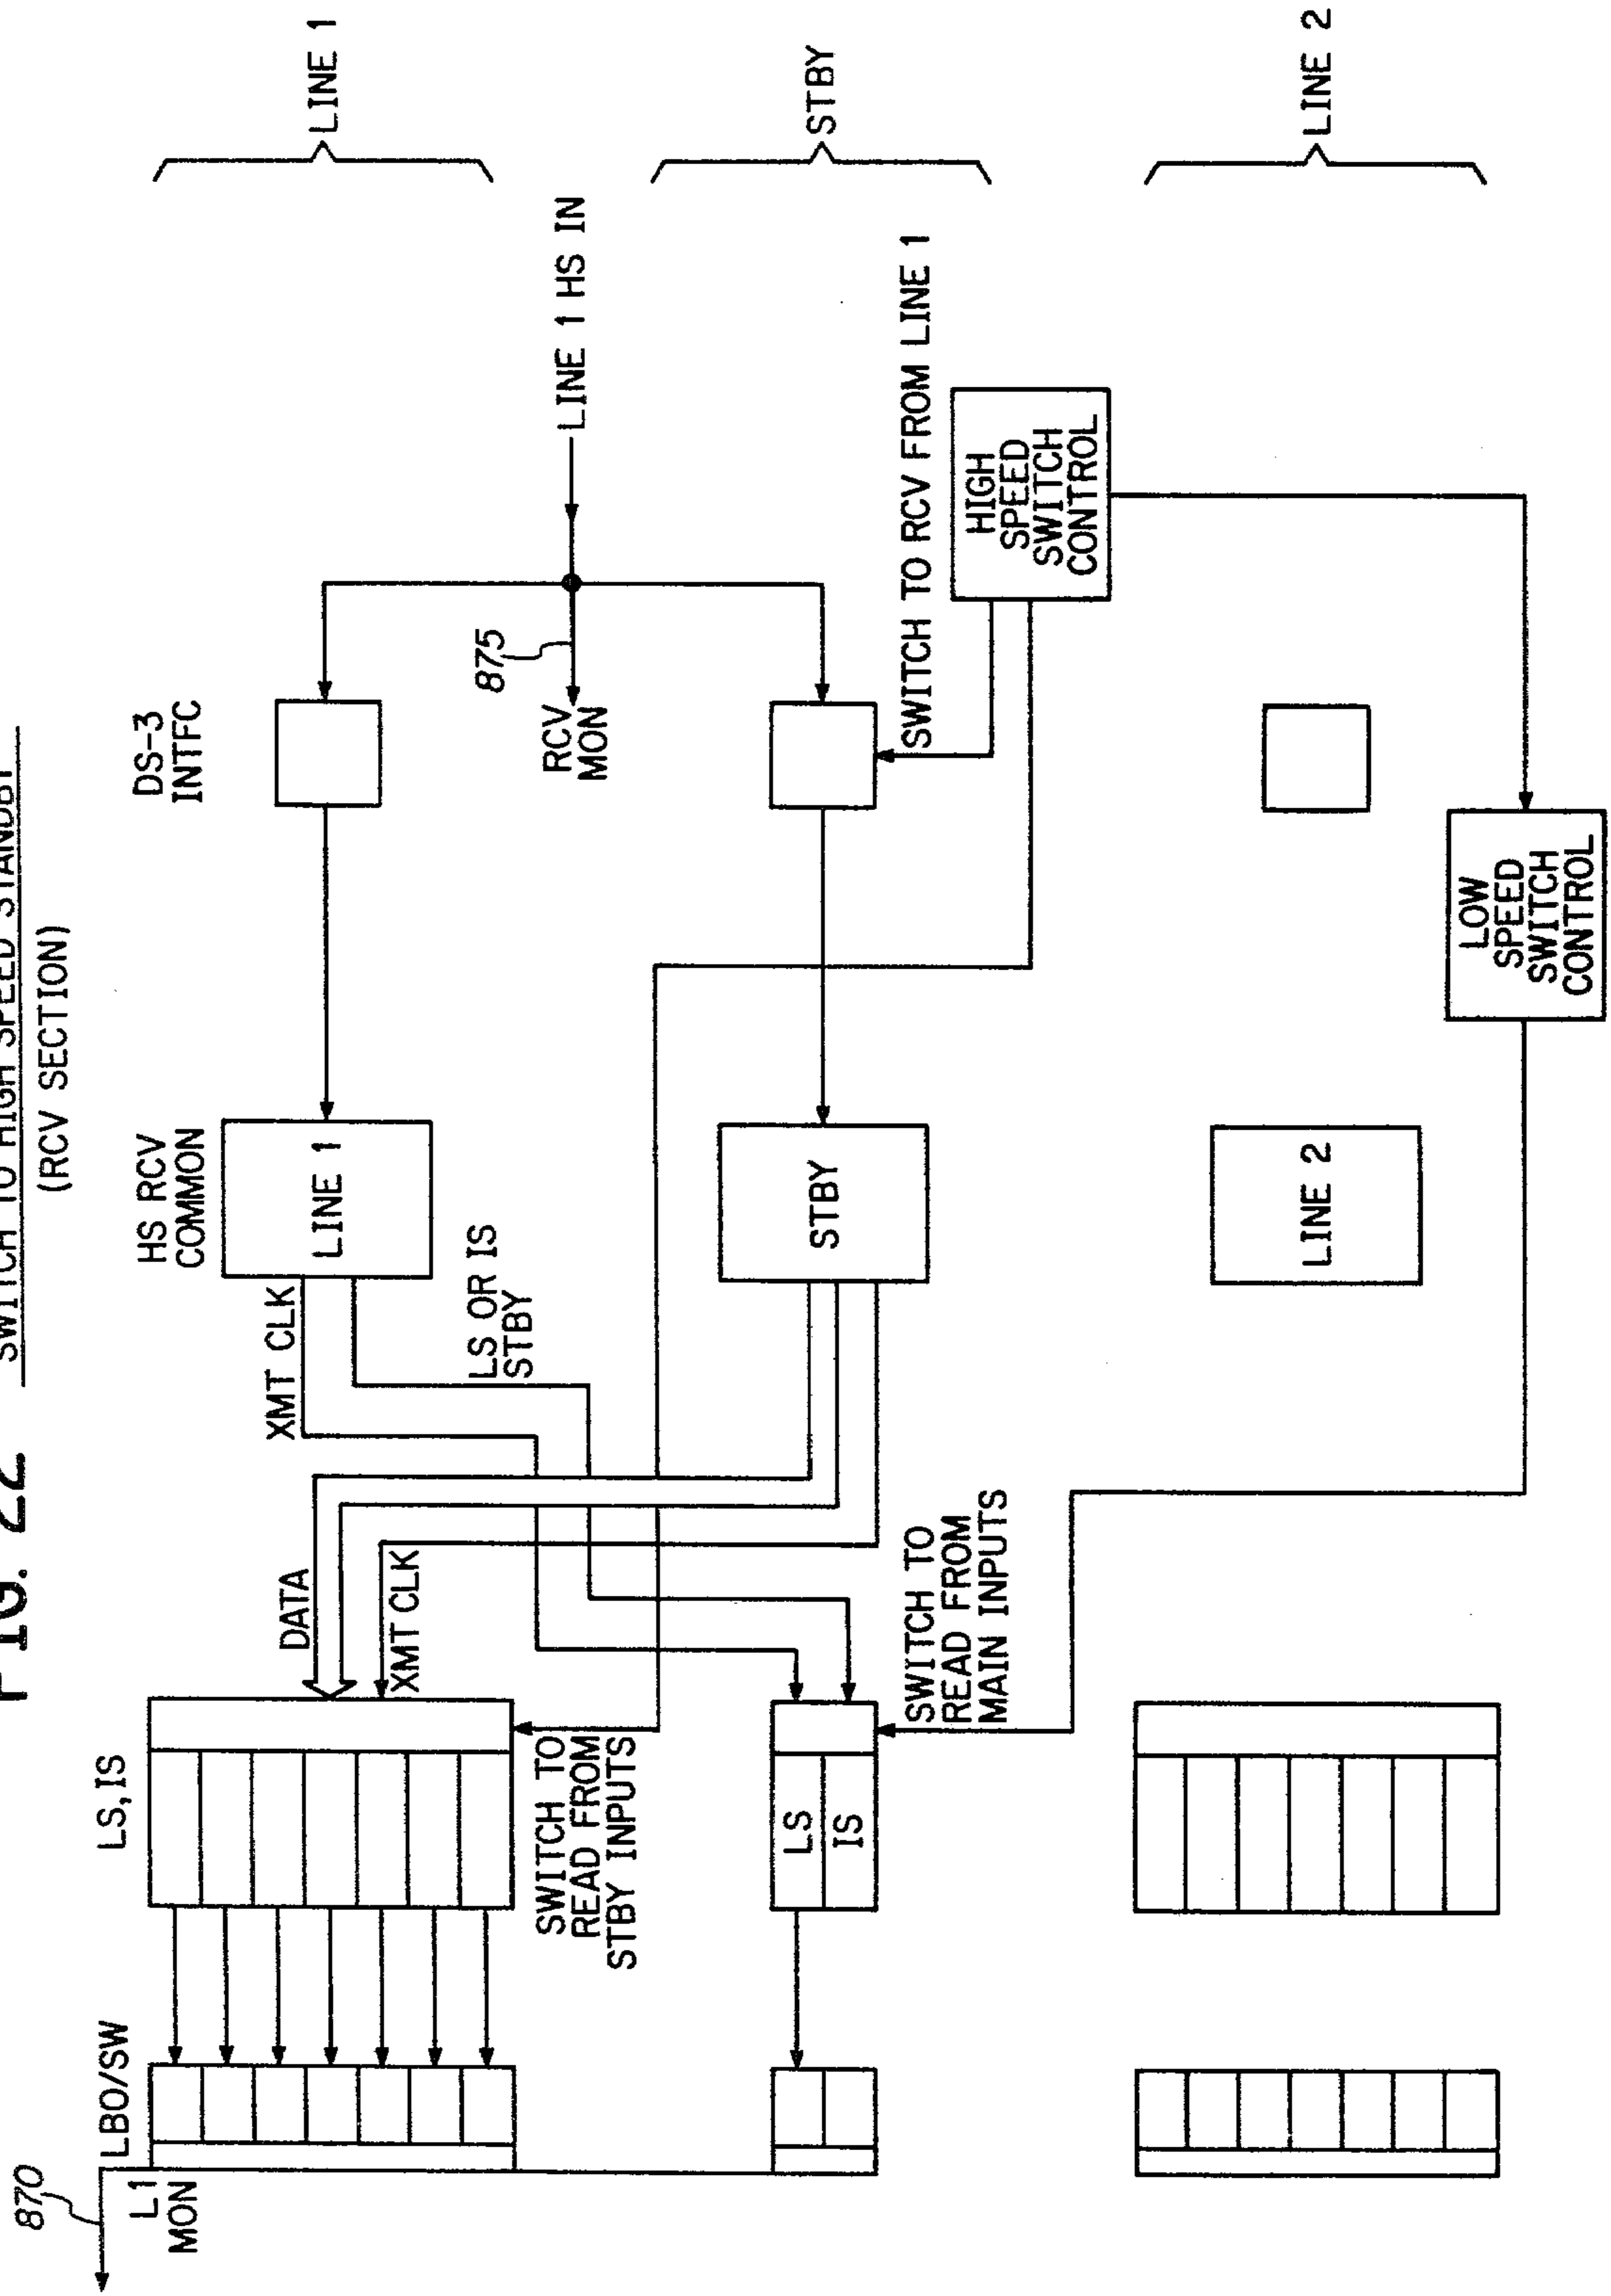 FIG. 22
SWITCH TO HIGH SPEED STANDBY
(RCV SECTION)
870
L1
MON
LBO/SW
LS, IS
DATA
XMT CLK
XMT CLK
HS RCV
COMMON
LINE 1
DS-3
INTFC
LINE 1
LS OR IS
STBY
875
RCV
MON
LINE 1 HS IN
SWITCH TO
READ FROM
STBY INPUTS
LS
IS
STBY
STBY
SWITCH TO RCV FROM LINE 1
SWITCH TO
READ FROM
MAIN INPUTS
HIGH
SPEED
SWITCH
CONTROL
LINE 2
LINE 2
LOW
SPEED
SWITCH
CONTROL